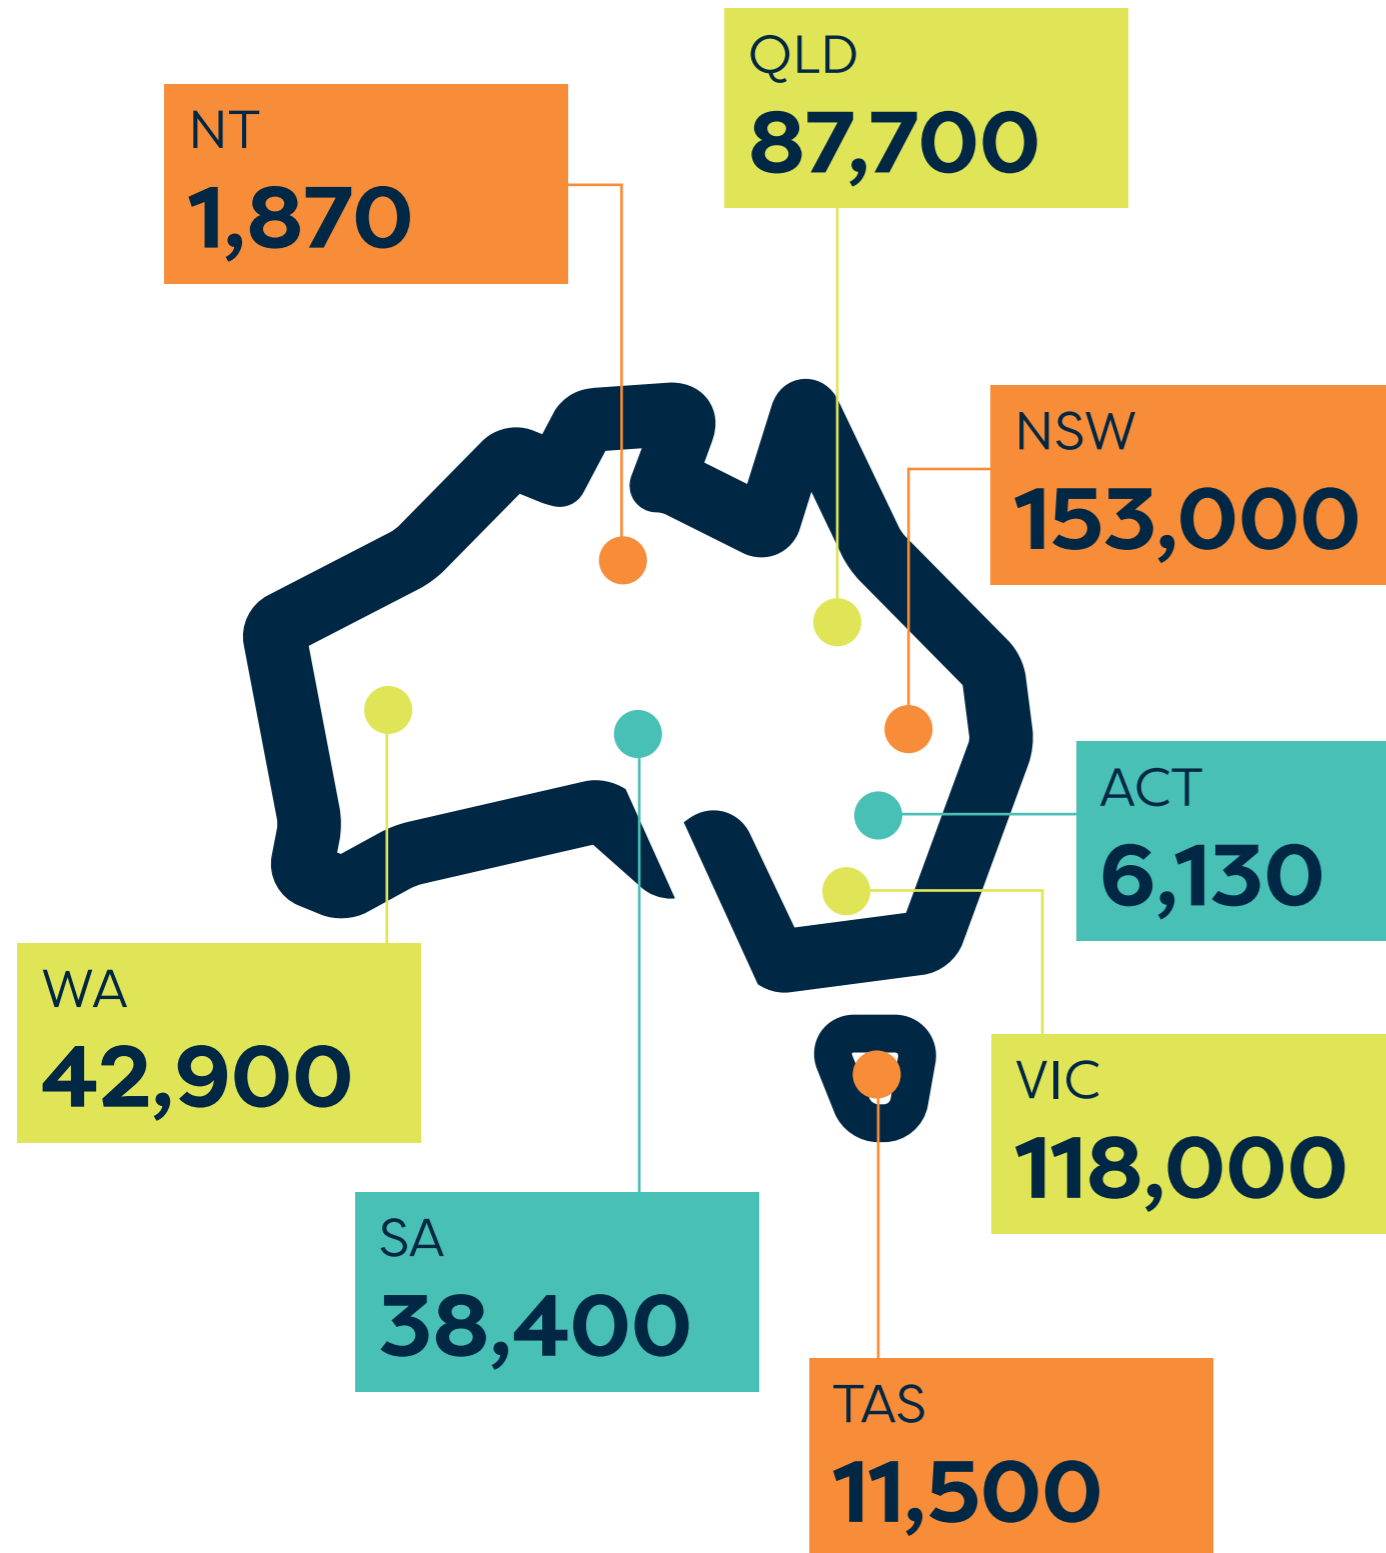 QLD
87,700
NT
1,870
NSW
153,000
ACT
6,130
WA
42,900
VIC
118,000
SA
38,400
TAS
11,500